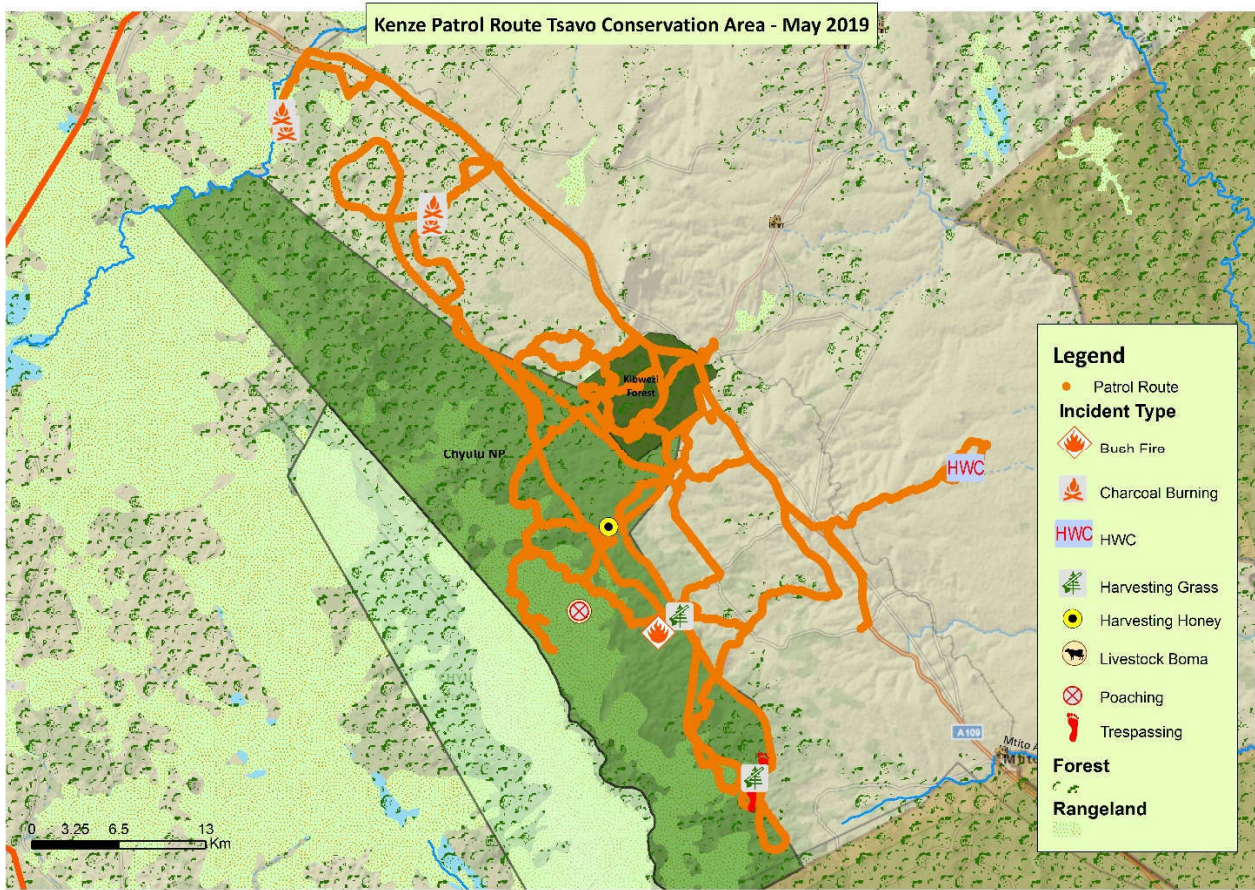 Kenze Patrol Route Tsavo Conservation Area - May 2019
Kibwezi
Forest
Chyulu NP
HWC
A 109
Mtito A
0 3.25 6.5 13
Km
Legend
Patrol Route
Incident Type
Bush Fire
Charcoal Burning
HWC HWC
Harvesting Grass
Harvesting Honey
Livestock Boma
Poaching
Trespassing
Forest
Rangeland